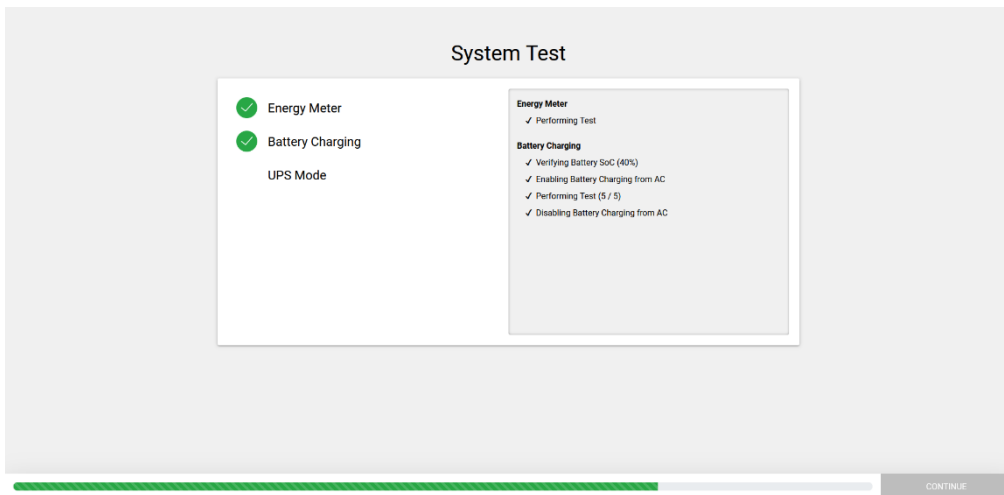 System Test
Energy Meter
Battery Charging
UPS Mode
Energy Meter
✓ Performing Test
Battery Charging
✓ Verifying Battery SoC (40%)
✓ Enabling Battery Charging from AC
✓ Performing Test (5 / 5)
✓ Disabling Battery Charging from AC
CONTINUE